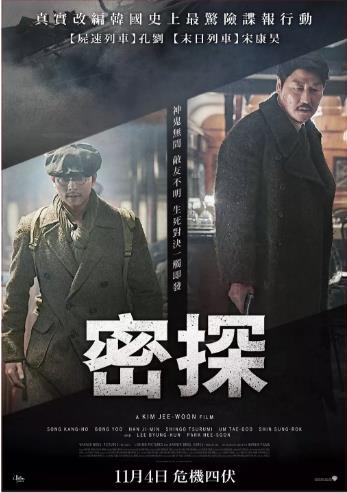 真實改編韓國史上最驚險諜報行動
【屍速列車】孔劉 【末日列車】宋康昊
神鬼無間 敵友不明 生死對決一觸即發
密探
A KIM JEE-WOON FILM
SONG KANG-HO GONG YOO HAN JI-MIN SHINGO TSURUMI UM TAE-GOO SHIN SUNG-ROK
AND LEE BYUNG-HUN PARK HEE-SOON
11月4日 危機四伏